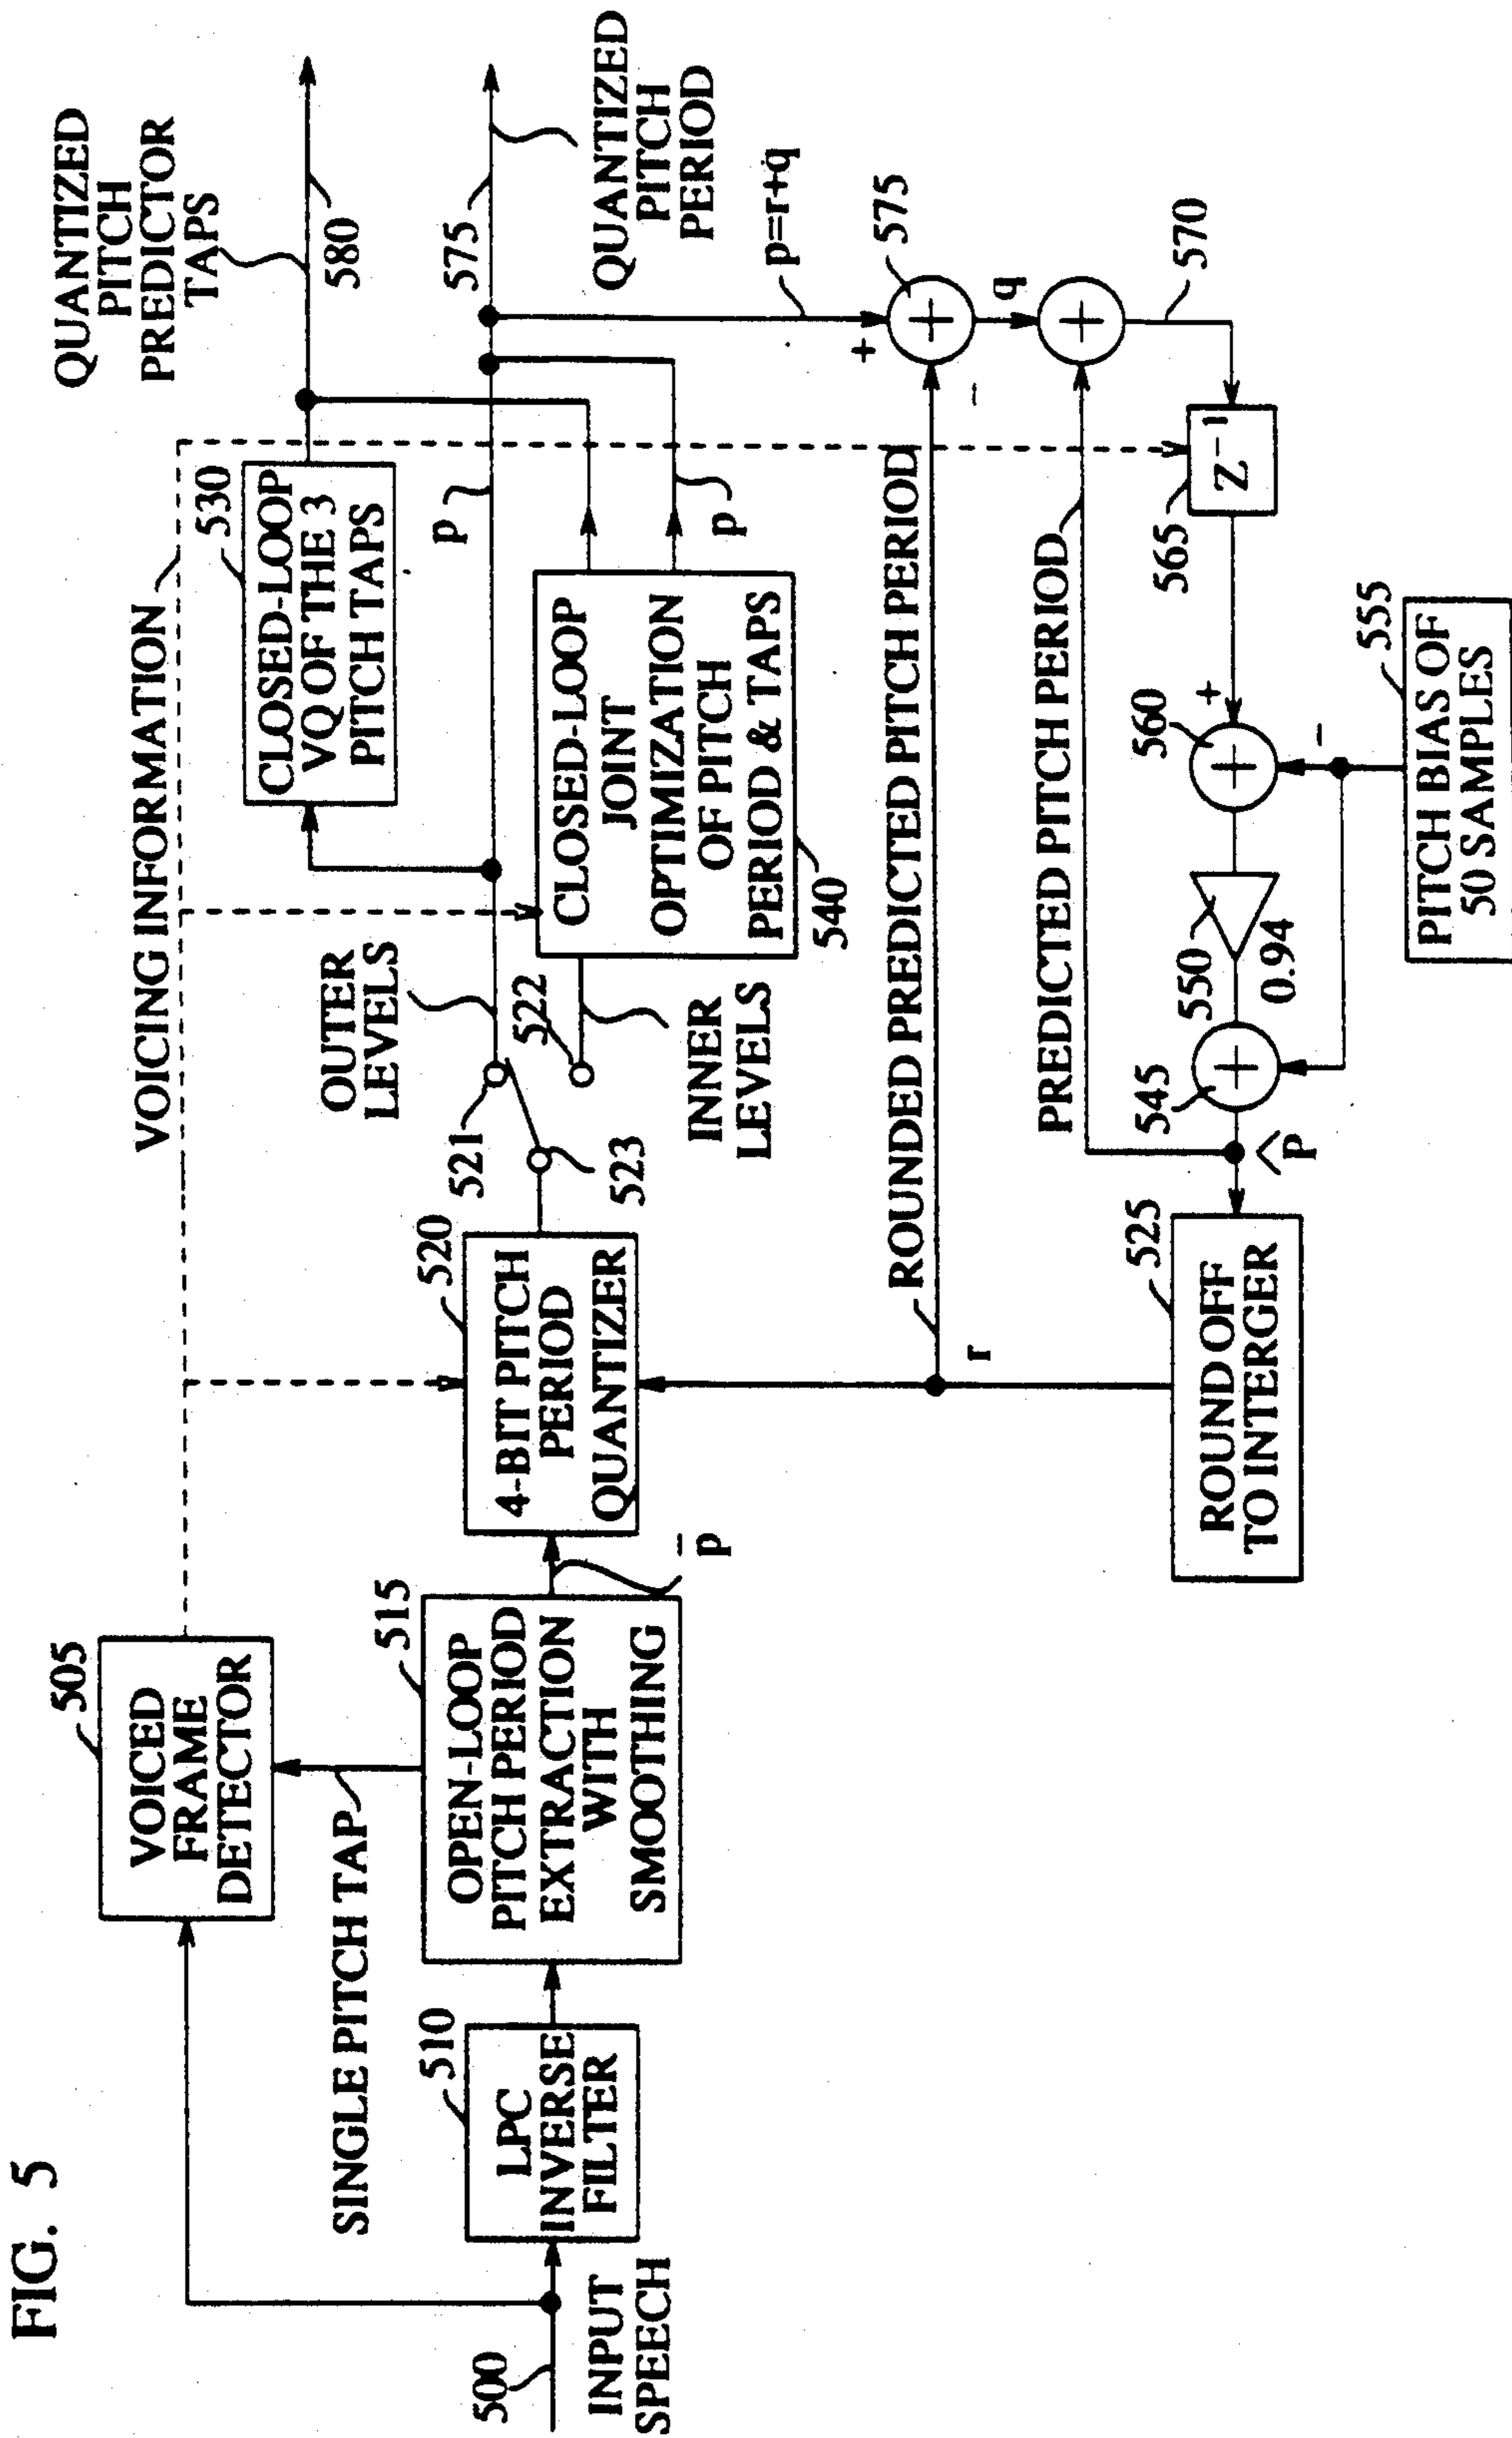 FIG. 5
500
INPUT
SPEECH
510
LPC
INVERSE
FILTER
SINGLE PITCH TAP
505
VOICED
FRAME
DETECTOR
515
OPEN-LOOP
PITCH PERIOD
EXTRACTION
WITH
SMOOTHING
p̅
520
4-BIT PITCH
PERIOD
QUANTIZER
VOICING INFORMATION
521
523
522
OUTER
LEVELS
INNER
LEVELS
530
CLOSED-LOOP
VQ OF THE 3
PITCH TAPS
p
CLOSED-LOOP
JOINT
OPTIMIZATION
OF PITCH
PERIOD & TAPS
540
p
QUANTIZED
PITCH
PREDICTOR
TAPS
580
575
QUANTIZED
PITCH
PERIOD
p=r+q
ROUNDED PREDICTED PITCH PERIOD
r
+
−
+
575
q
PREDICTED PITCH PERIOD
+
570
525
ROUND OFF
TO INTERGER
p̂
545
+
550
0.94
560
+
+
−
565
Z⁻¹
555
PITCH BIAS OF
50 SAMPLES